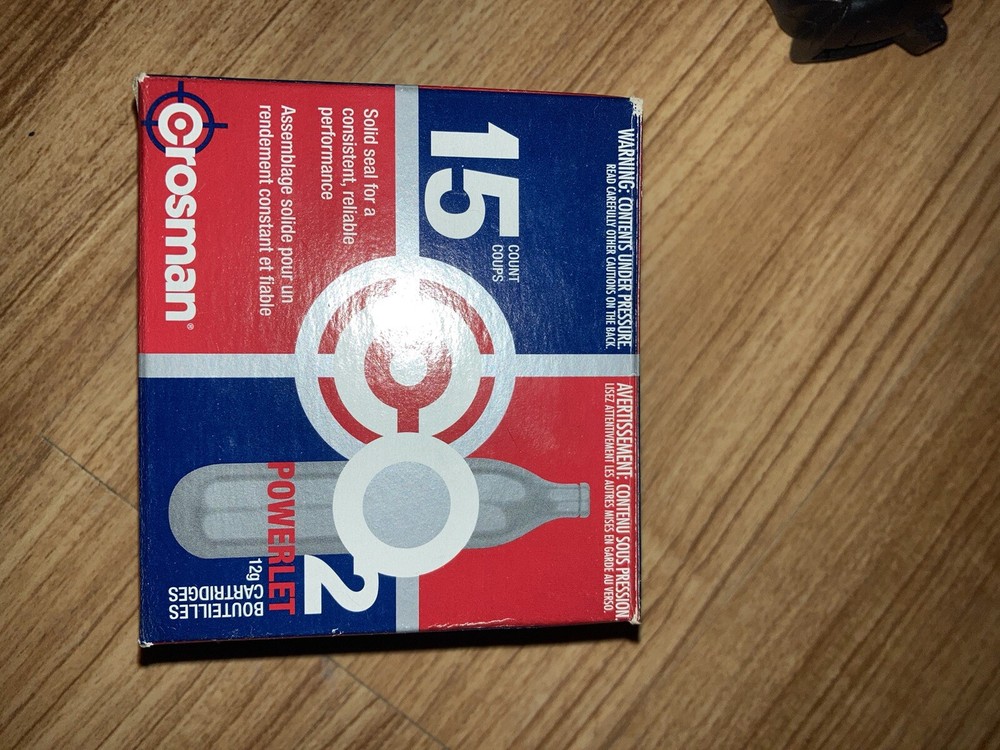 Crosman®
Solid seal for a
consistent, reliable
performance
Assemblage solide pour un
rendement constant et fiable
15
COUNT
COUPS
WARNING: CONTENTS UNDER PRESSURE.
READ CAREFULLY OTHER CAUTIONS ON THE BACK.
AVERTISSEMENT: CONTENU SOUS PRESSION.
LISEZ ATTENTIVEMENT LES AUTRES MISES EN GARDE AU VERSO.
2
POWERLET
12g CARTRIDGES
BOUTEILLES